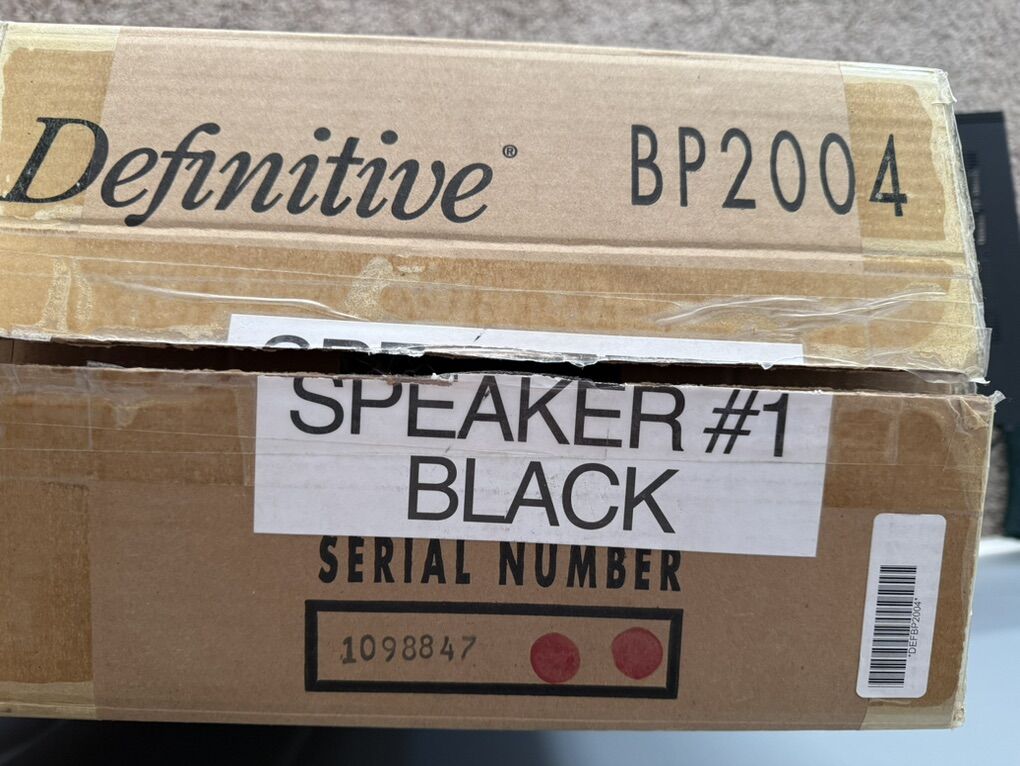 Definitive® BP2004
SPEAKER #1
BLACK
SERIAL NUMBER
1098847
*DEFBP2004*